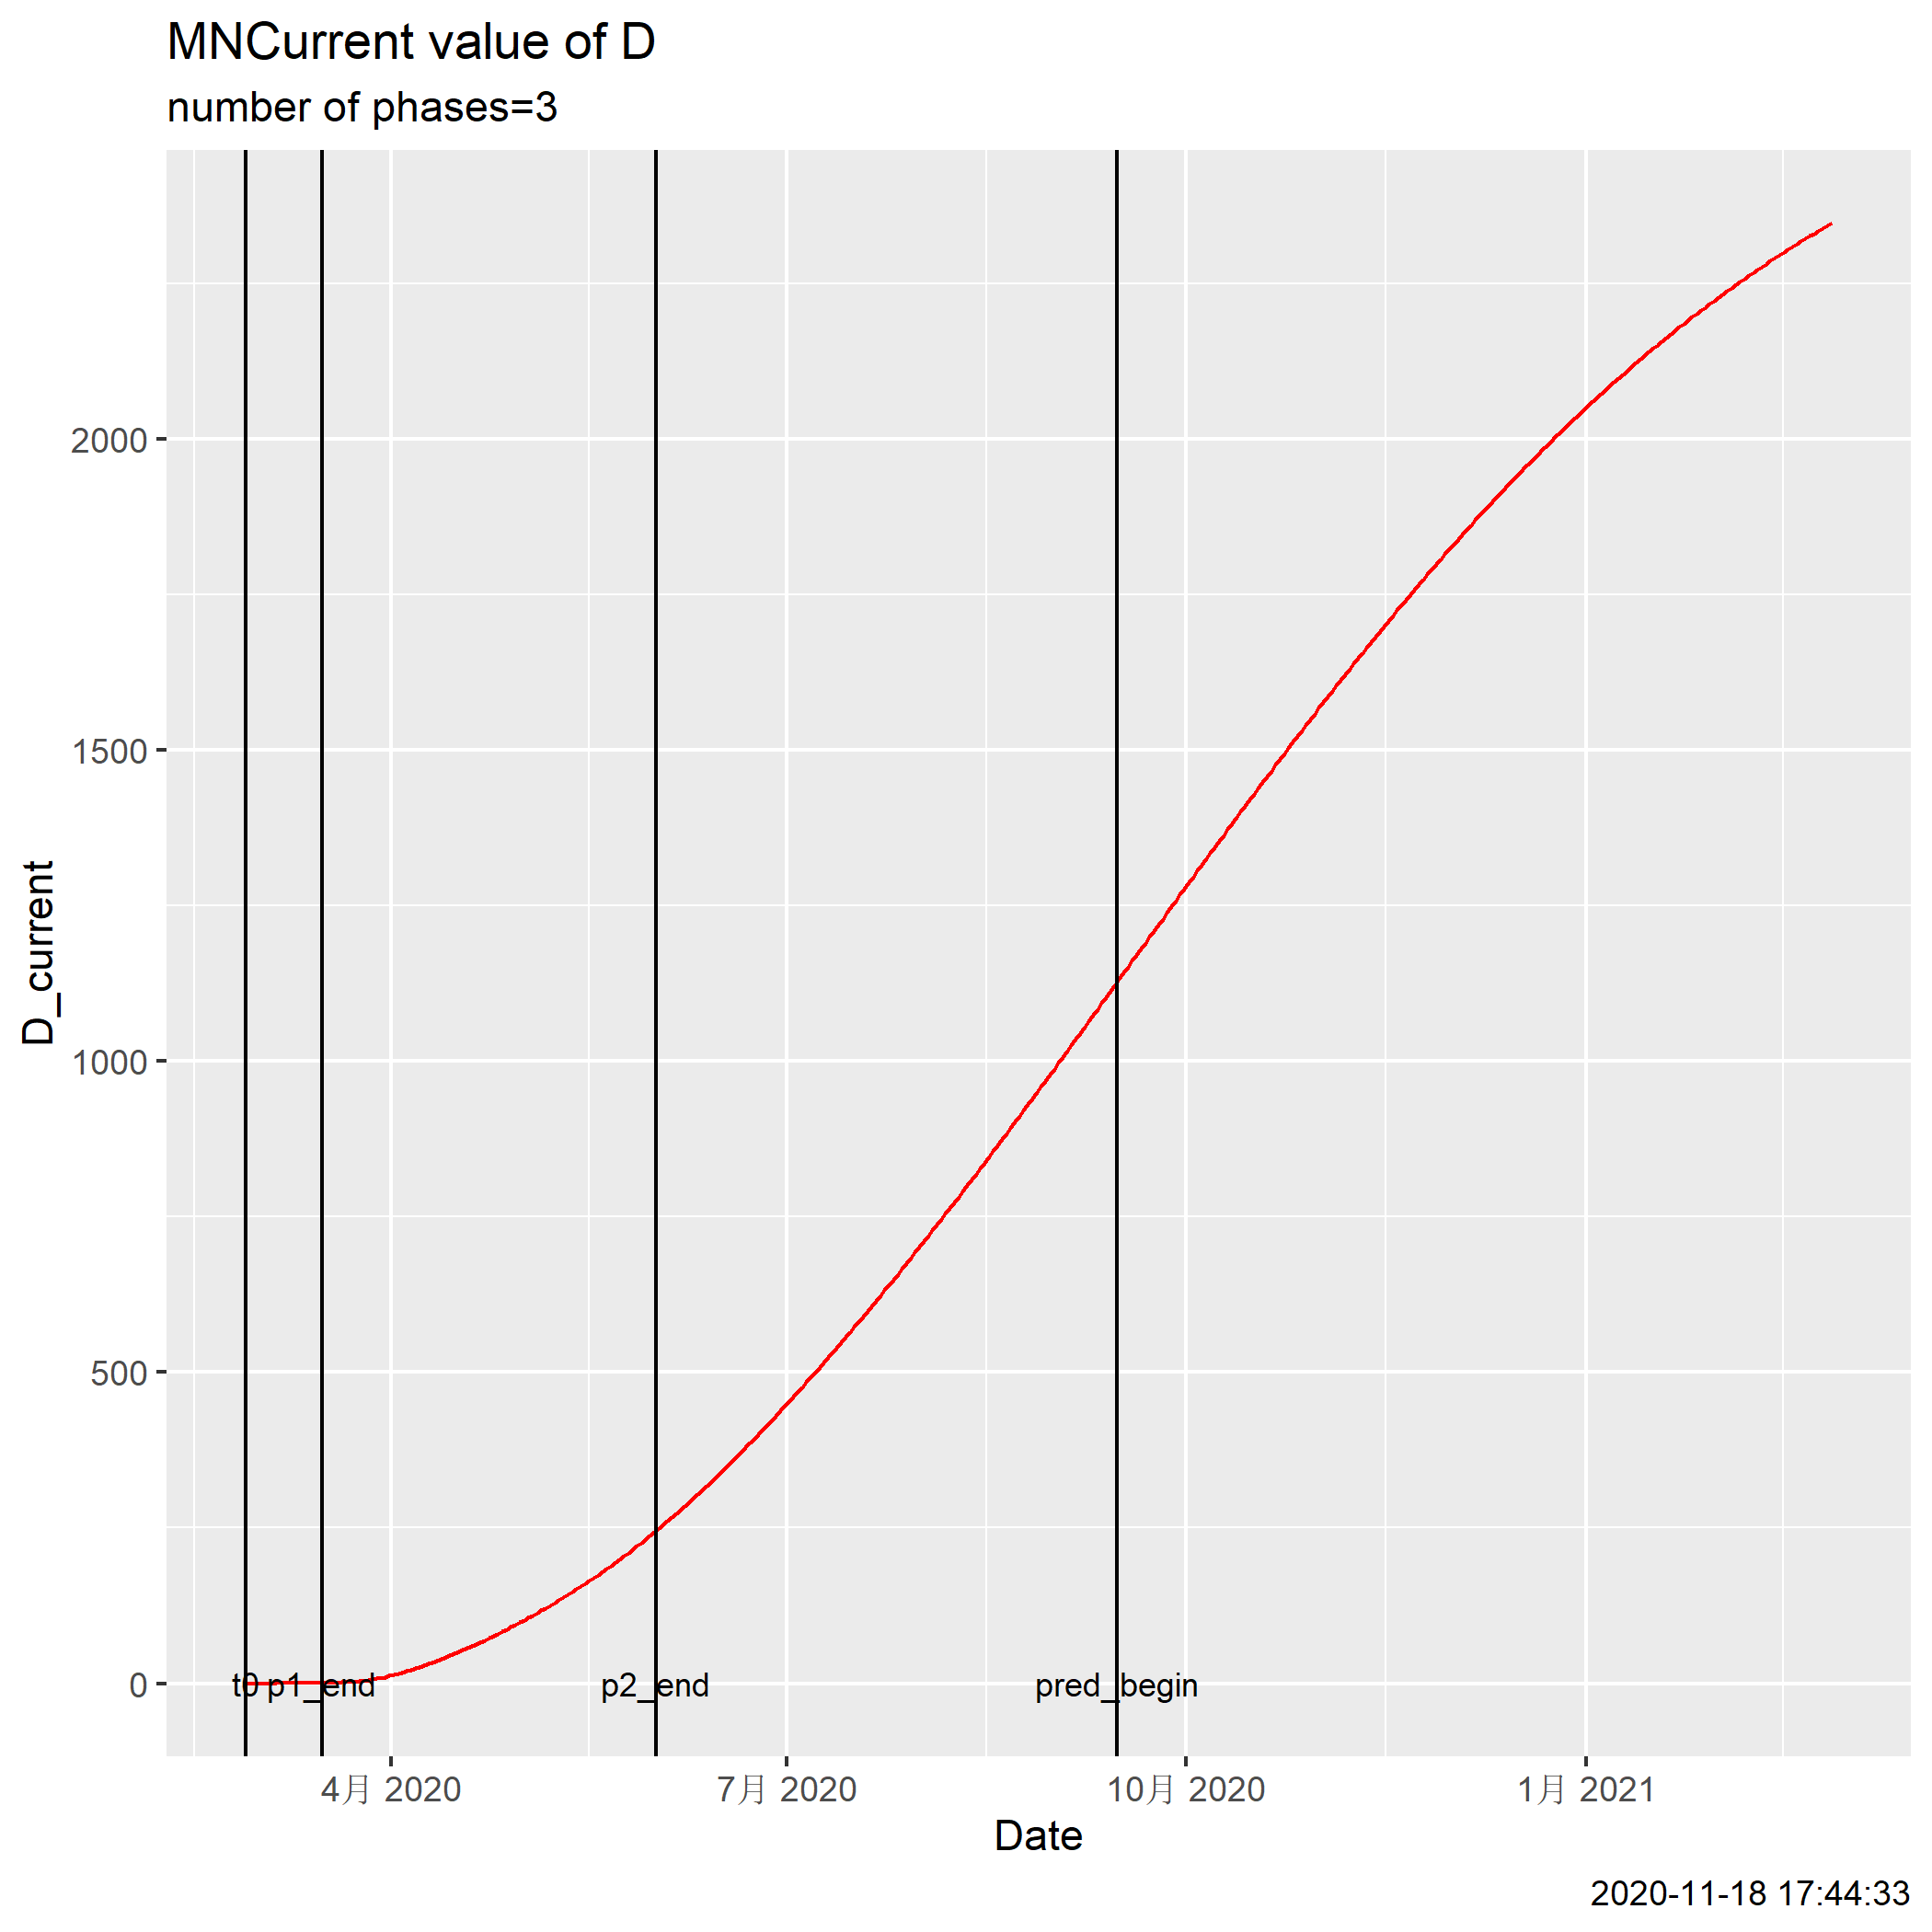 MNCurrent value of D
number of phases=3
D_current
2000
1500
1000
500
0
t0 p1_end p2_end pred_begin
4月 2020 7月 2020 10月 2020 1月 2021
Date
2020-11-18 17:44:33